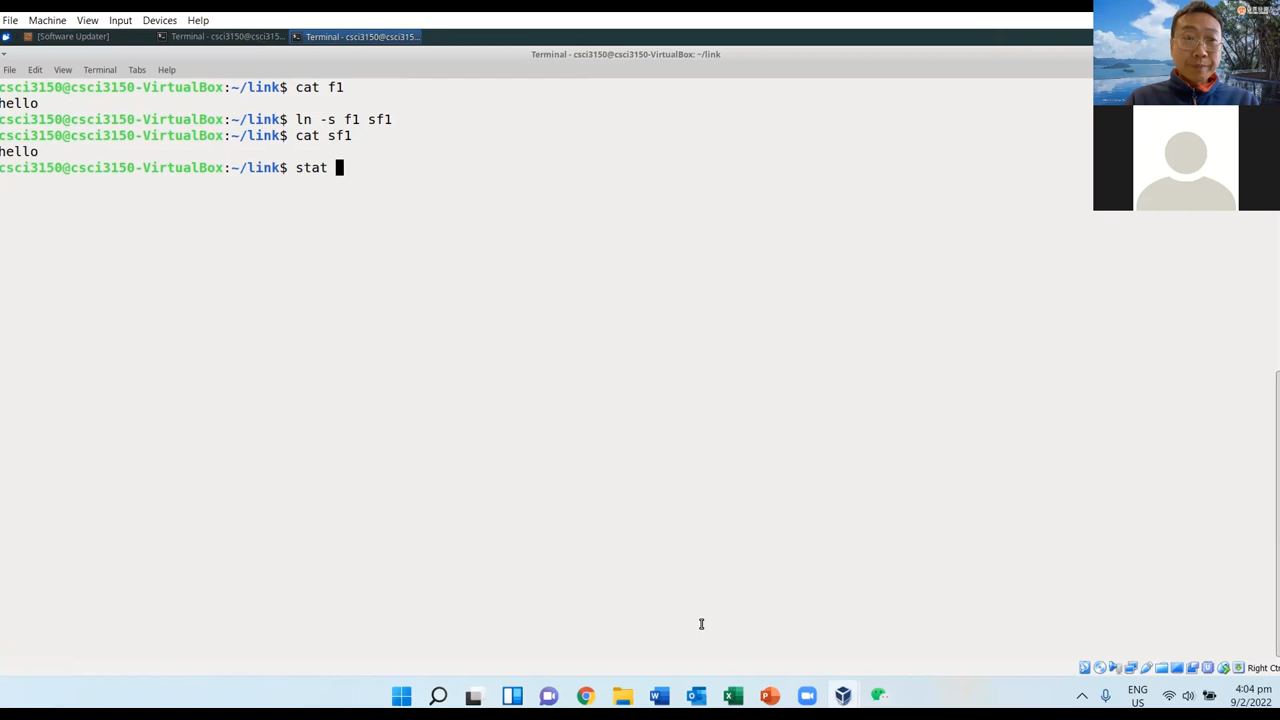 File Machine View Input Devices Help
[Software Updater] Terminal - csci3150@csci315... Terminal - csci3150@csci315...
Terminal - csci3150@csci3150-VirtualBox: ~/link
File Edit View Terminal Tabs Help
csci3150@csci3150-VirtualBox:~/link$ cat f1
hello
csci3150@csci3150-VirtualBox:~/link$ ln -s f1 sf1
csci3150@csci3150-VirtualBox:~/link$ cat sf1
hello
csci3150@csci3150-VirtualBox:~/link$ stat
Right Ctr
ENG
US
4:04 pm
9/2/2022